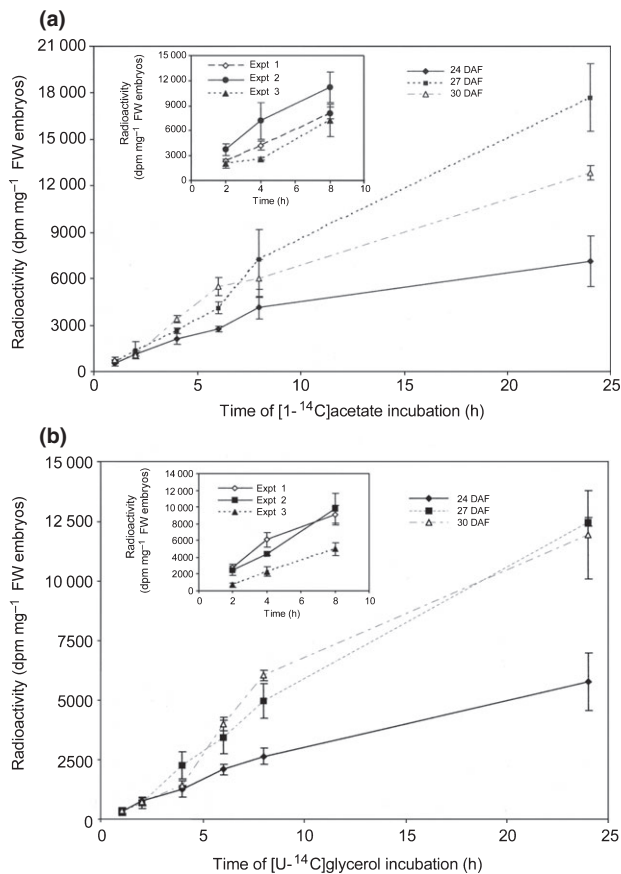 (a)
21 000
18 000
15 000
12 000
9000
6000
3000
0
Radioactivity (dpm mg⁻¹ FW embryos)
15 000
12 000
9000
6000
3000
0
Radioactivity
(dpm mg⁻¹ FW embryos)
Expt 1
Expt 2
Expt 3
0 2 4 6 8 10
Time (h)
24 DAF
27 DAF
30 DAF
0 5 10 15 20 25
Time of [1-¹⁴C]acetate incubation (h)
(b)
15 000
12 500
10 000
7500
5000
2500
0
Radioactivity (dpm mg⁻¹ FW embryos)
14 000
12 000
10 000
8000
6000
4000
2000
0
Radioactivity
(dpm mg⁻¹ FW embryos)
Expt 1
Expt 2
Expt 3
0 2 4 6 8 10
Time (h)
24 DAF
27 DAF
30 DAF
0 5 10 15 20 25
Time of [U-¹⁴C]glycerol incubation (h)